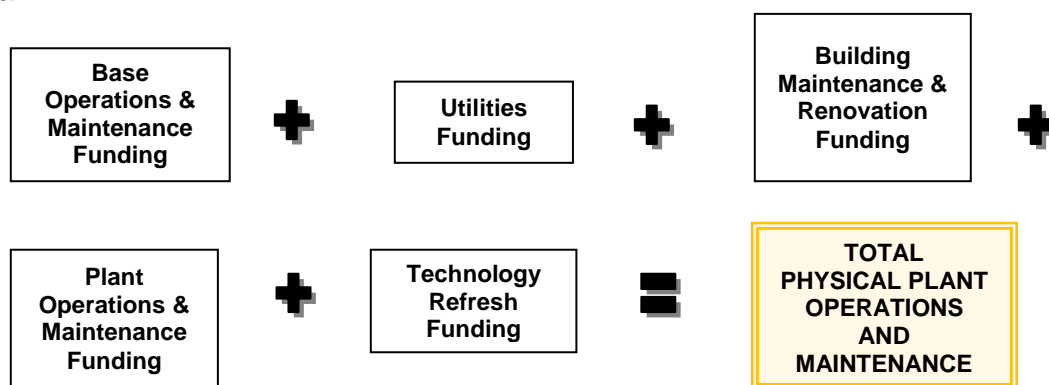 Base
Operations &
Maintenance
Funding
Utilities
Funding
Building
Maintenance &
Renovation
Funding
Plant
Operations &
Maintenance
Funding
Technology
Refresh
Funding
TOTAL
PHYSICAL PLANT
OPERATIONS
AND
MAINTENANCE